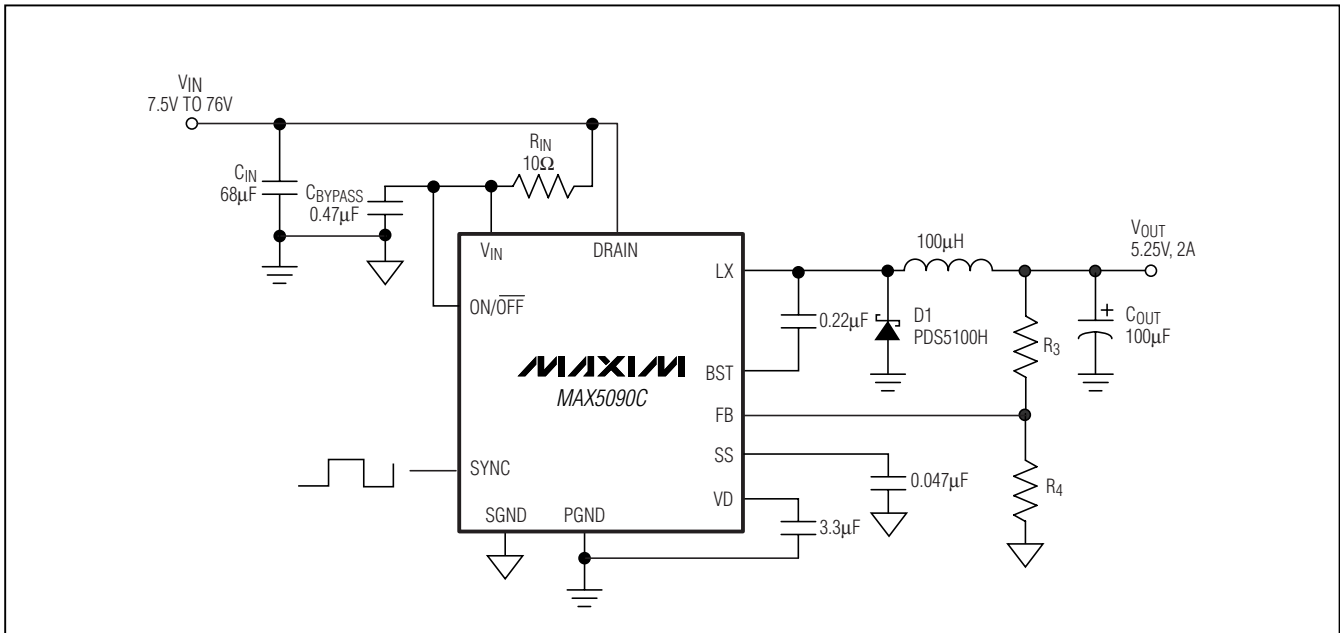 VIN
7.5V TO 76V
RIN
10Ω
CIN
68µF
CBYPASS
0.47µF
VIN
DRAIN
LX
100µH
VOUT
5.25V, 2A
ON/OFF
0.22µF
D1
PDS5100H
COUT
100µF
+
R3
BST
MAXIM
MAX5090C
FB
SS
SYNC
0.047µF
R4
VD
3.3µF
SGND
PGND